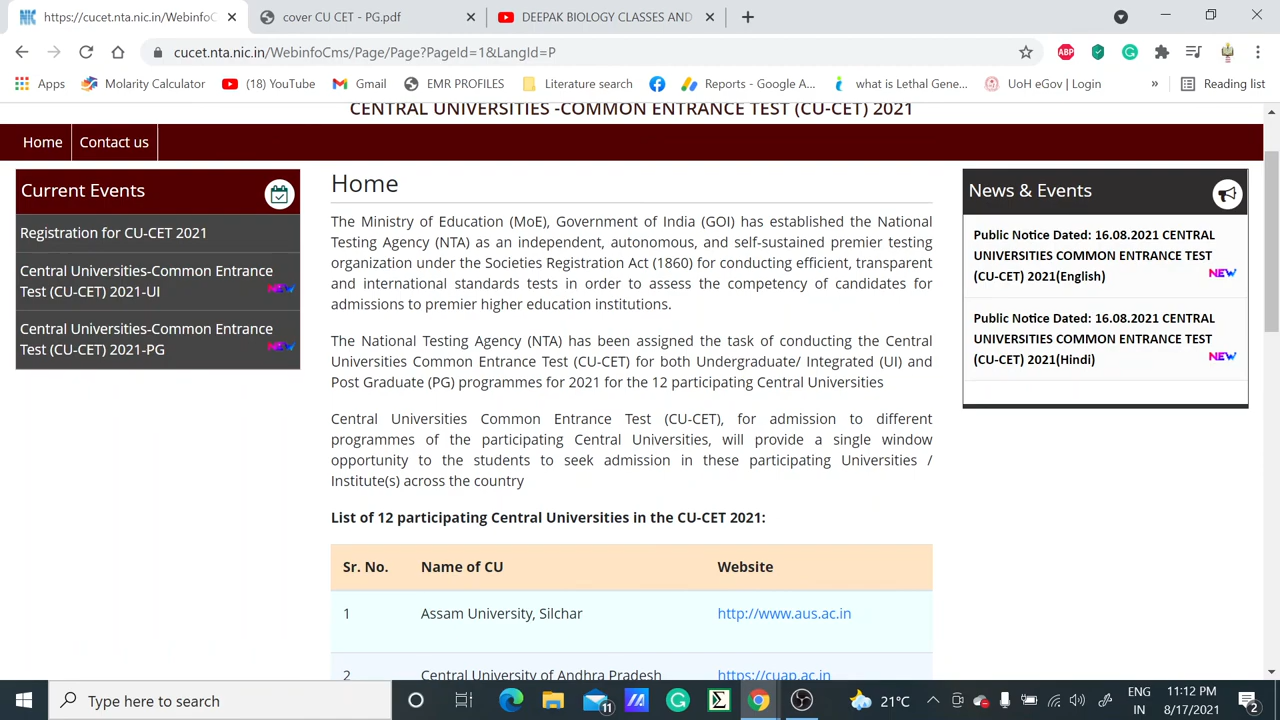 https://cucet.nta.nic.in/WebinfoC
cover CU CET - PG.pdf
DEEPAK BIOLOGY CLASSES AND
cucet.nta.nic.in/WebinfoCms/Page/Page?PageId=1&LangId=P
ABP
Apps
Molarity Calculator
(18) YouTube
Gmail
EMR PROFILES
Literature search
Reports - Google A...
what is Lethal Gene...
UoH eGov | Login
»
Reading list
CENTRAL UNIVERSITIES -COMMON ENTRANCE TEST (CU-CET) 2021
Home
Contact us
Current Events
Registration for CU-CET 2021
Central Universities-Common Entrance
Test (CU-CET) 2021-UI
NEW
Central Universities-Common Entrance
Test (CU-CET) 2021-PG
NEW
Home
The Ministry of Education (MoE), Government of India (GOI) has established the National
Testing Agency (NTA) as an independent, autonomous, and self-sustained premier testing
organization under the Societies Registration Act (1860) for conducting efficient, transparent
and international standards tests in order to assess the competency of candidates for
admissions to premier higher education institutions.
The National Testing Agency (NTA) has been assigned the task of conducting the Central
Universities Common Entrance Test (CU-CET) for both Undergraduate/ Integrated (UI) and
Post Graduate (PG) programmes for 2021 for the 12 participating Central Universities
Central Universities Common Entrance Test (CU-CET), for admission to different
programmes of the participating Central Universities, will provide a single window
opportunity to the students to seek admission in these participating Universities /
Institute(s) across the country
List of 12 participating Central Universities in the CU-CET 2021:
Sr. No.
Name of CU
Website
1
Assam University, Silchar
http://www.aus.ac.in
2
Central University of Andhra Pradesh
https://cuap.ac.in
News & Events
Public Notice Dated: 16.08.2021 CENTRAL
UNIVERSITIES COMMON ENTRANCE TEST
(CU-CET) 2021(English)
NEW
Public Notice Dated: 16.08.2021 CENTRAL
UNIVERSITIES COMMON ENTRANCE TEST
(CU-CET) 2021(Hindi)
NEW
Type here to search
11
21°C
ENG
IN
11:12 PM
8/17/2021
2